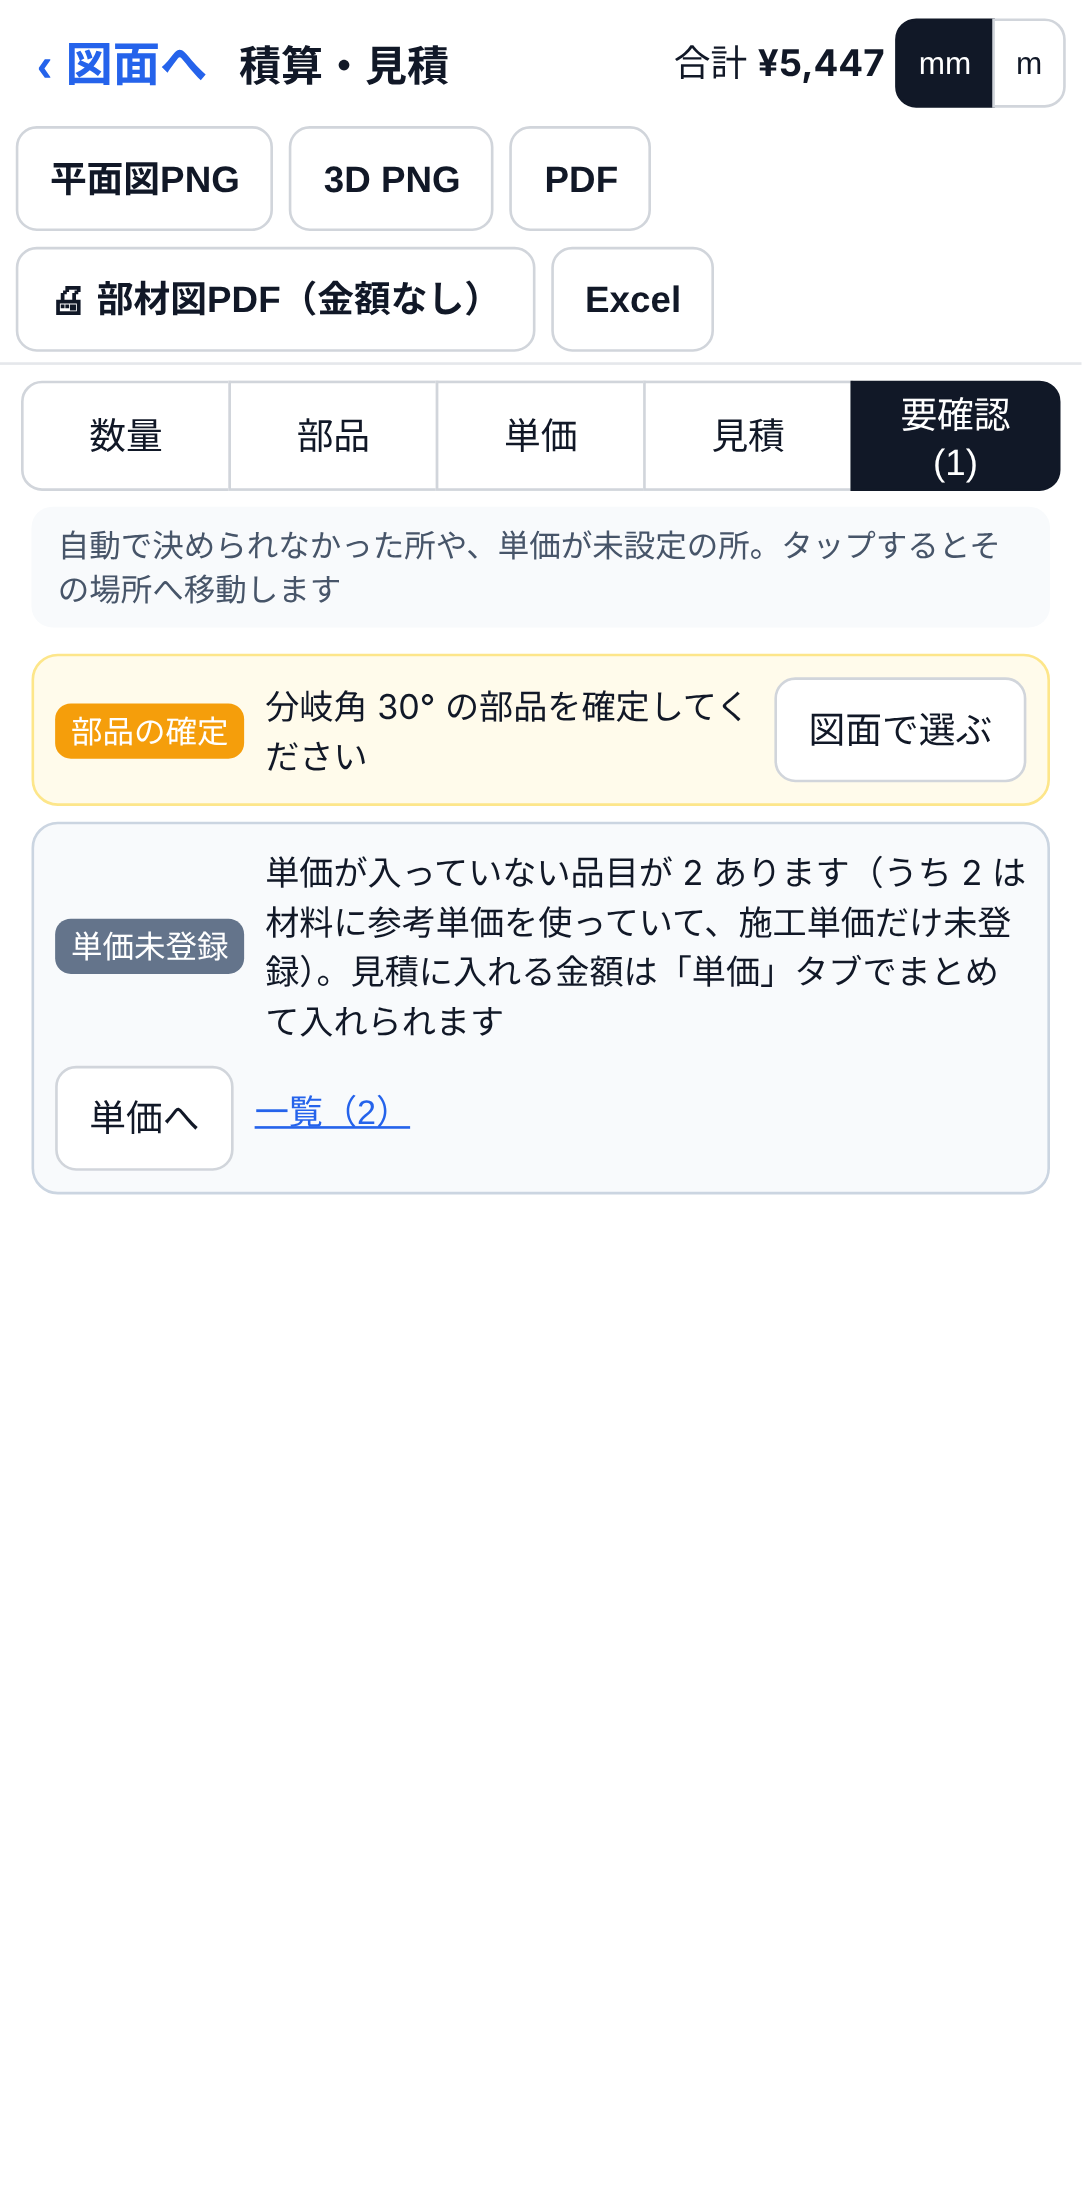 ‹ 図面へ 積算・見積 合計 ¥5,447 mm m
平面図PNG 3D PNG PDF
🖨 部材図PDF（金額なし） Excel
数量 部品 単価 見積 要確認
(1)
自動で決められなかった所や、単価が未設定の所。タップするとそ
の場所へ移動します
部品の確定 分岐角 30° の部品を確定してく
ださい
図面で選ぶ
単価未登録 単価が入っていない品目が 2 あります（うち 2 は
材料に参考単価を使っていて、施工単価だけ未登
録）。見積に入れる金額は「単価」タブでまとめ
て入れられます
単価へ 一覧（2）